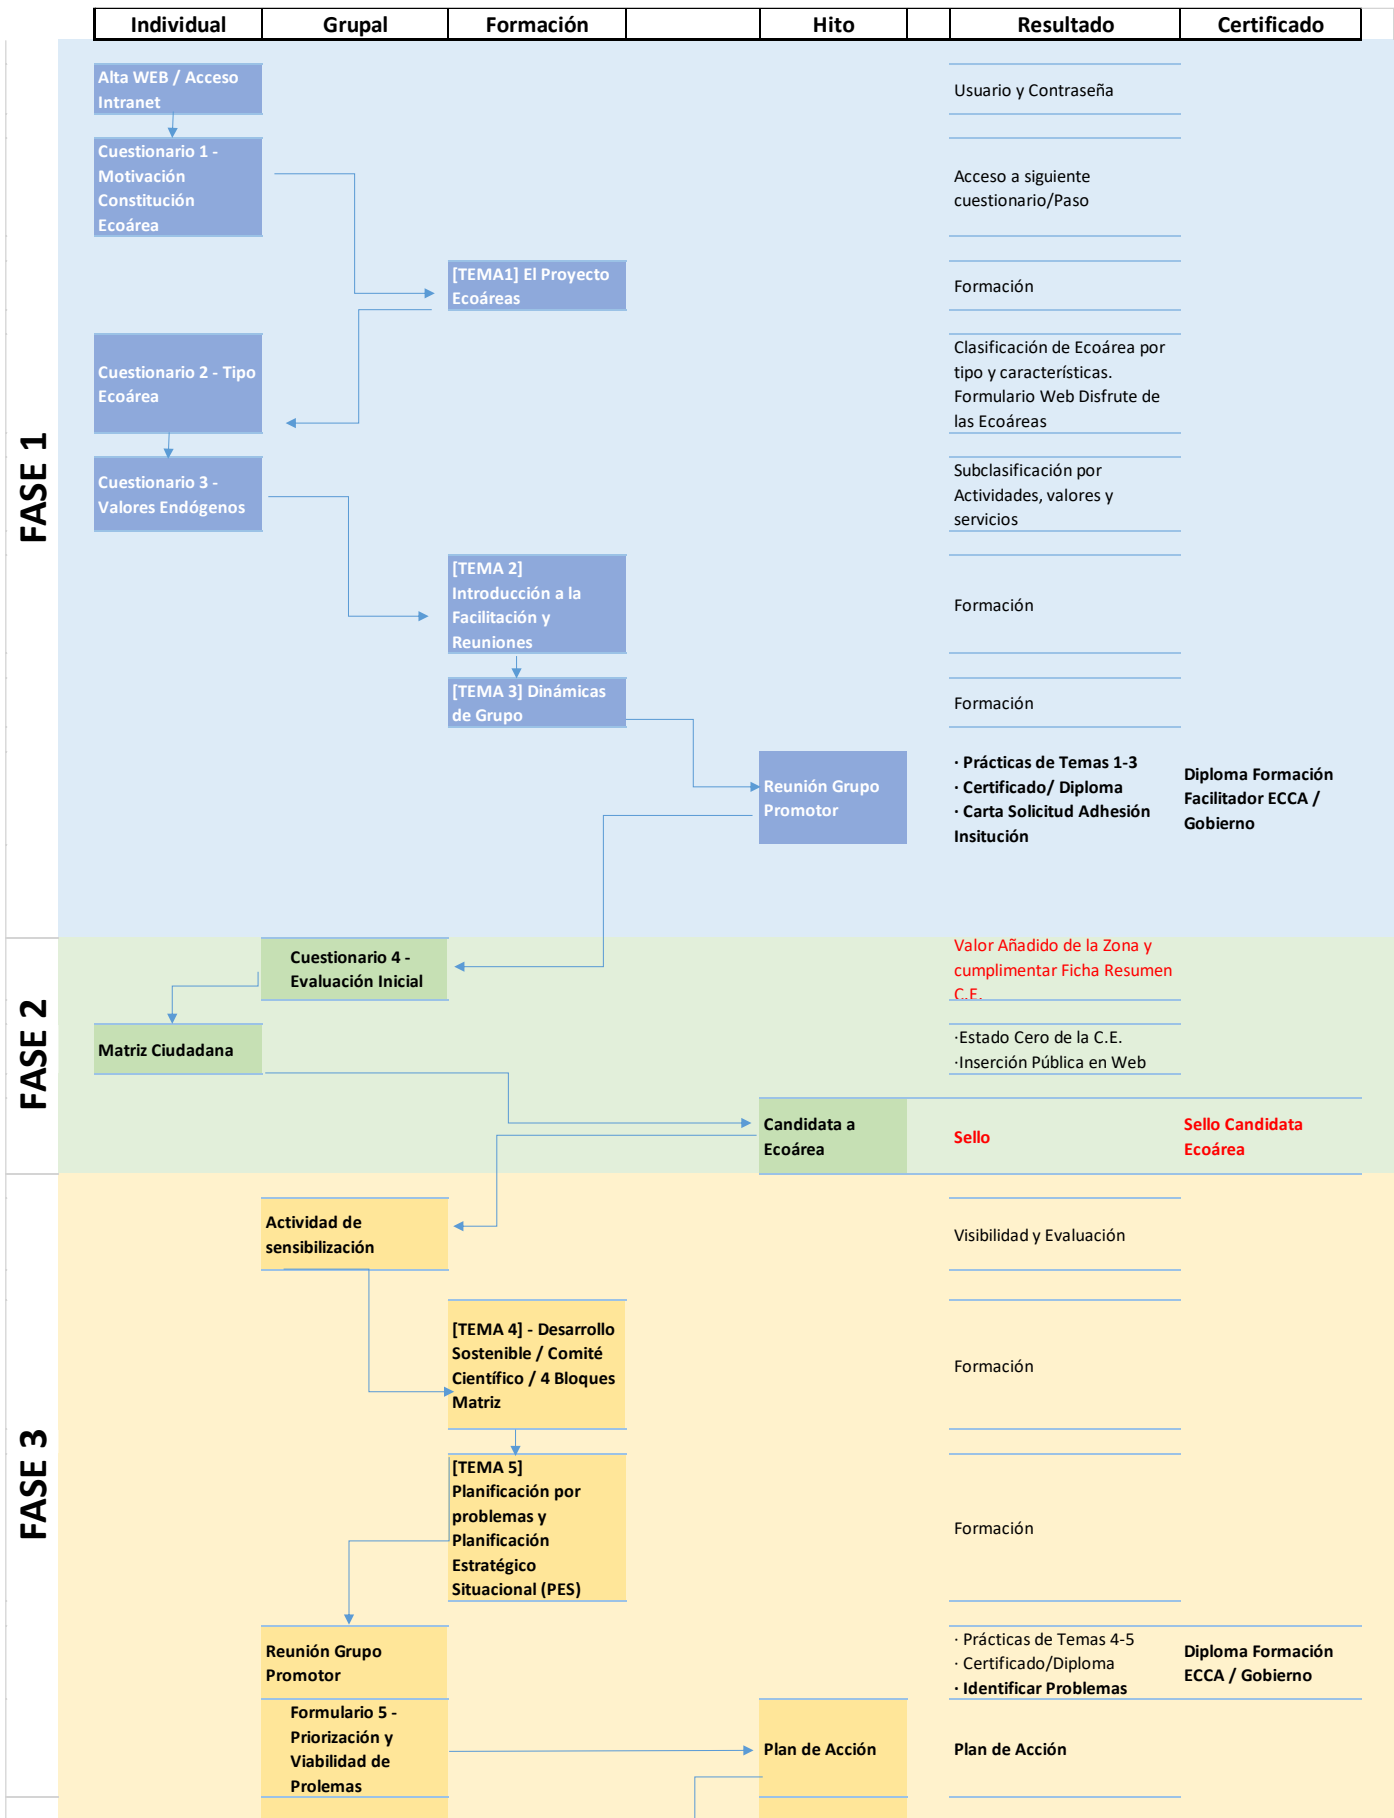 Individual
Grupal
Formación
Hito
Resultado
Certificado
FASE 1
Alta WEB / Acceso
Intranet
Usuario y Contraseña
Cuestionario 1 -
Motivación
Constitución
Ecoárea
Acceso a siguiente
cuestionario/Paso
[TEMA1] El Proyecto
Ecoáreas
Formación
Cuestionario 2 - Tipo
Ecoárea
Clasificación de Ecoárea por
tipo y características.
Formulario Web Disfrute de
las Ecoáreas
Cuestionario 3 -
Valores Endógenos
Subclasificación por
Actividades, valores y
servicios
[TEMA 2]
Introducción a la
Facilitación y
Reuniones
Formación
[TEMA 3] Dinámicas
de Grupo
Formación
Reunión Grupo
Promotor
· Prácticas de Temas 1-3
· Certificado/ Diploma
· Carta Solicitud Adhesión
Insitución
Diploma Formación
Facilitador ECCA /
Gobierno
FASE 2
Cuestionario 4 -
Evaluación Inicial
Valor Añadido de la Zona y
cumplimentar Ficha Resumen
C.E.
Matriz Ciudadana
·Estado Cero de la C.E.
·Inserción Pública en Web
Candidata a
Ecoárea
Sello
Sello Candidata
Ecoárea
FASE 3
Actividad de
sensibilización
Visibilidad y Evaluación
[TEMA 4] - Desarrollo
Sostenible / Comité
Científico / 4 Bloques
Matriz
Formación
[TEMA 5]
Planificación por
problemas y
Planificación
Estratégico
Situacional (PES)
Formación
Reunión Grupo
Promotor
· Prácticas de Temas 4-5
· Certificado/Diploma
· Identificar Problemas
Diploma Formación
ECCA / Gobierno
Formulario 5 -
Priorización y
Viabilidad de
Prolemas
Plan de Acción
Plan de Acción